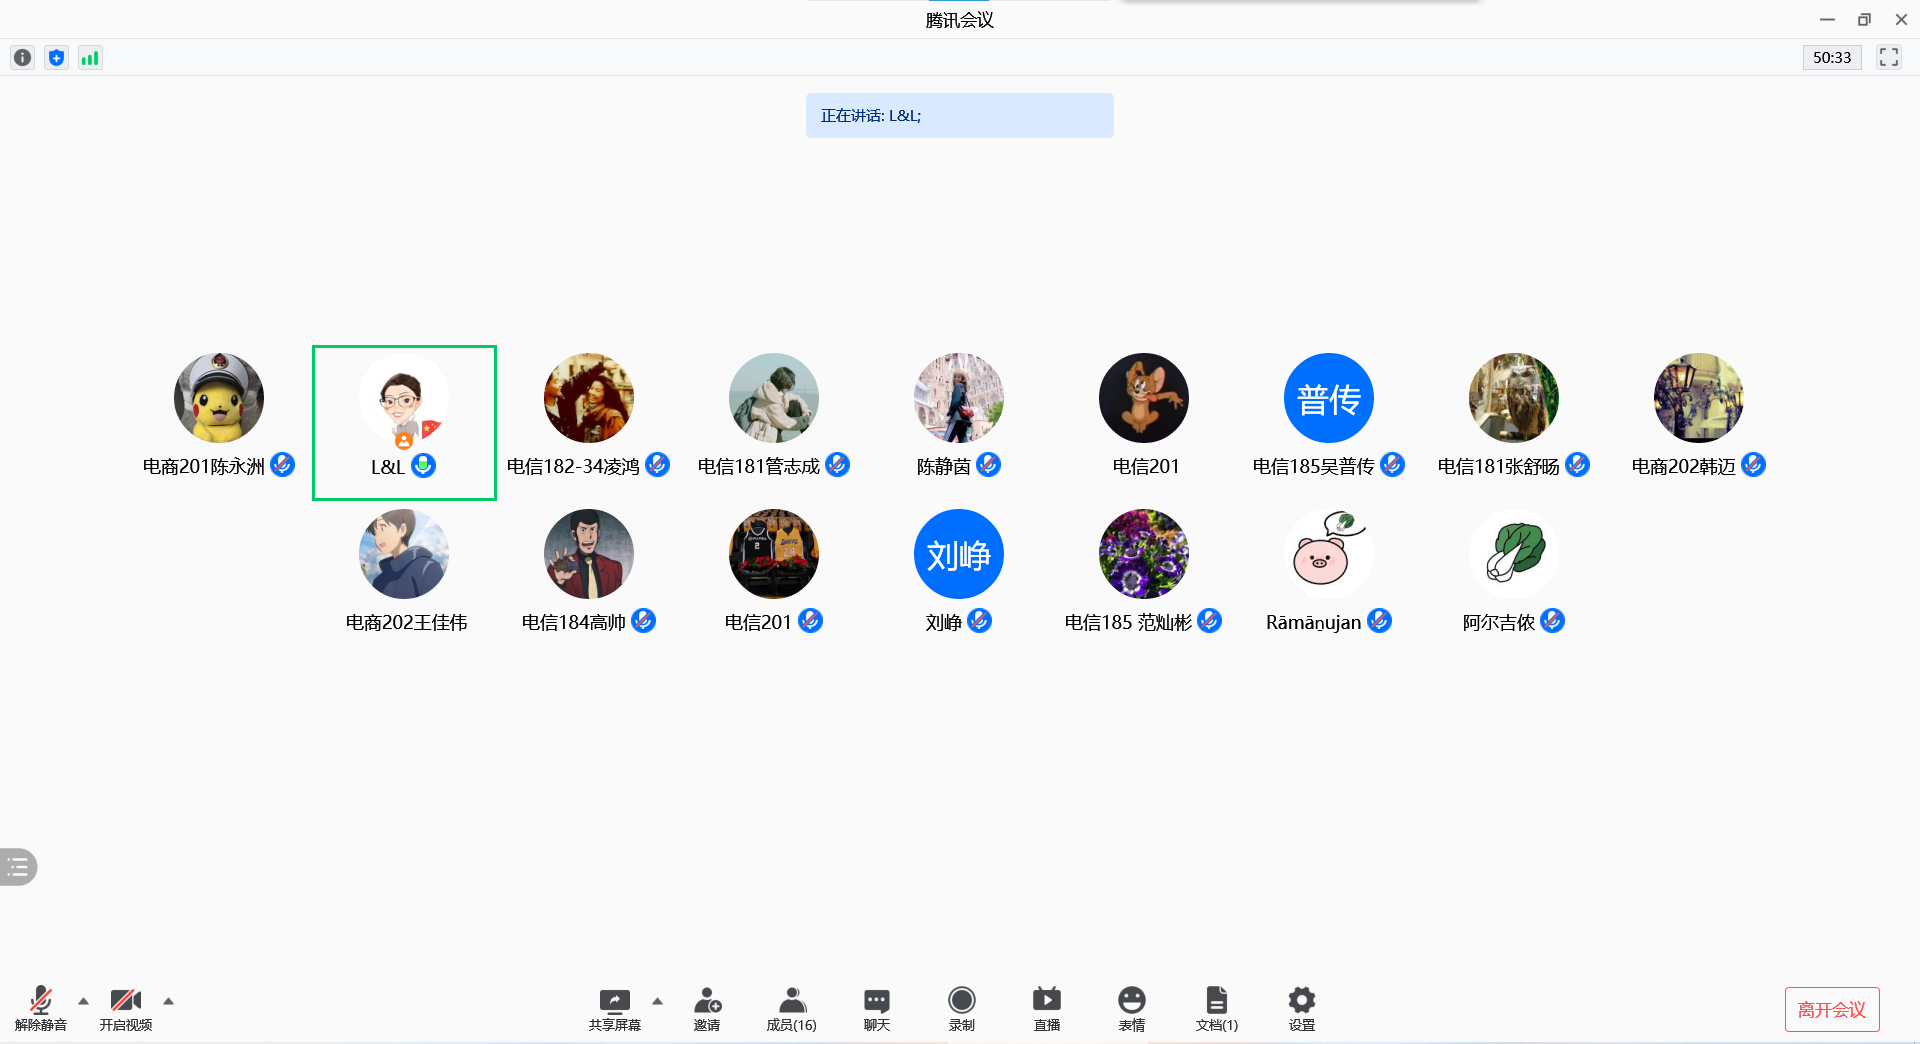 腾讯会议
50:33
正在讲话: L&L;
普传
电商201陈永洲
L&L
电信182-34凌鸿
电信181管志成
陈静茵
电信201
电信185吴普传
电信181张舒旸
电商202韩迈
刘峥
电商202王佳伟
电信184高帅
电信201
刘峥
电信185 范灿彬
Rāmāṉujan
阿尔吉侬
解除静音
开启视频
共享屏幕
邀请
成员(16)
聊天
录制
直播
表情
文档(1)
设置
离开会议